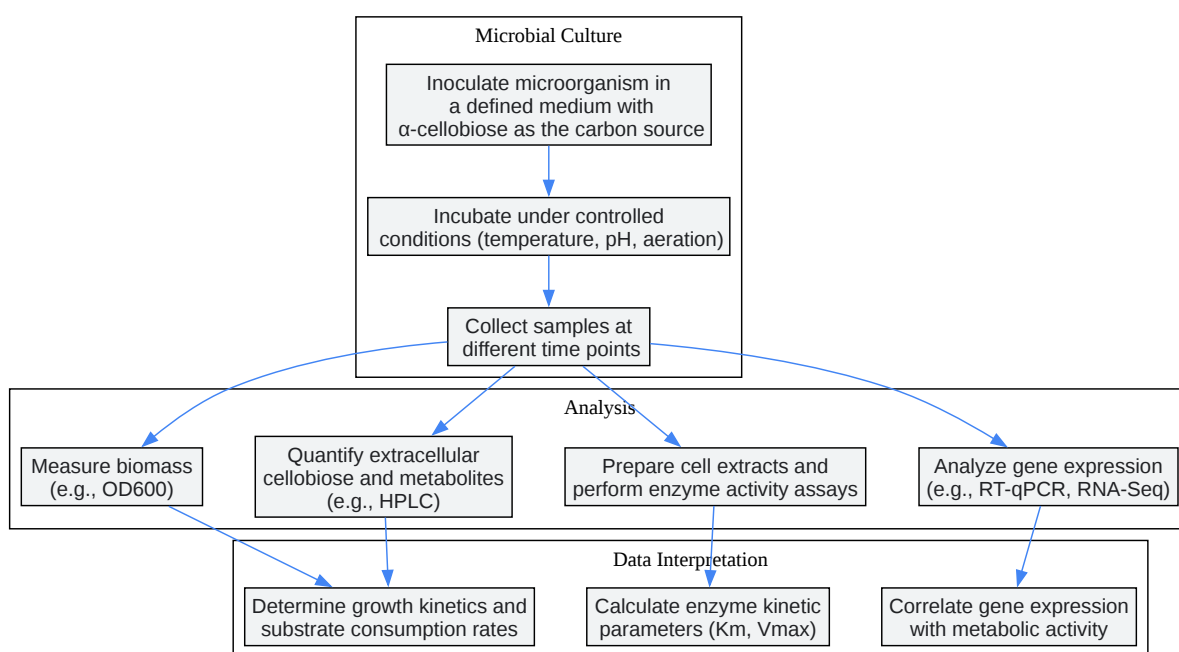 Microbial Culture
Inoculate microorganism in
a defined medium with
α-cellobiose as the carbon source
Incubate under controlled
conditions (temperature, pH, aeration)
Collect samples at
different time points
Analysis
Measure biomass
(e.g., OD600)
Quantify extracellular
cellobiose and metabolites
(e.g., HPLC)
Prepare cell extracts and
perform enzyme activity assays
Analyze gene expression
(e.g., RT-qPCR, RNA-Seq)
Data Interpretation
Determine growth kinetics and
substrate consumption rates
Calculate enzyme kinetic
parameters (Km, Vmax)
Correlate gene expression
with metabolic activity